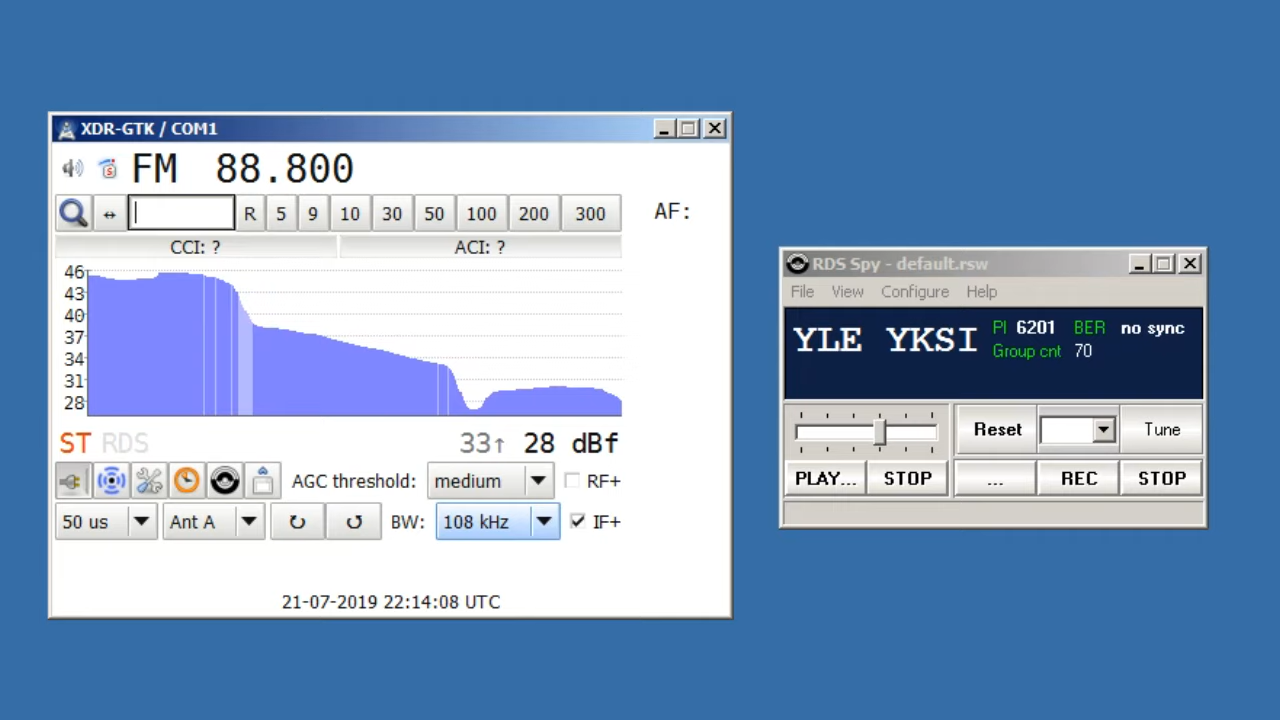 XDR-GTK / COM1
FM 88.800
R 5 9 10 30 50 100 200 300
AF:
CCI: ? ACI: ?
46
43
40
37
34
31
28
ST RDS 33↑ 28 dBf
AGC threshold: medium RF+
50 us Ant A ↻ ↺ BW: 108 kHz IF+
21-07-2019 22:14:08 UTC
RDS Spy - default.rsw
File View Configure Help
YLE YKSI PI 6201 BER no sync
Group cnt 70
Reset Tune
PLAY... STOP ... REC STOP